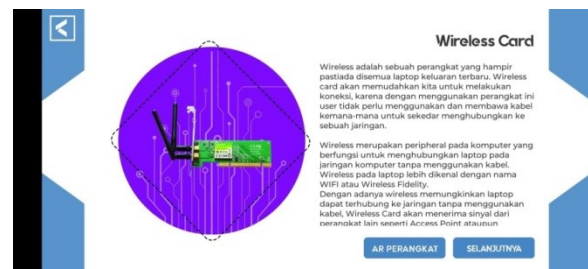 Wireless Card
Wireless adalah sebuah perangkat yang hampir
pastiada disemua laptop keluaran terbaru. Wireless
card akan memudahkan kita untuk melakukan
koneksi, karena dengan menggunakan perangkat ini
user tidak perlu menggunakan dan membawa kabel
kemana-mana untuk sekedar menghubungkan ke
sebuah jaringan.
Wireless merupakan peripheral pada komputer yang
berfungsi untuk menghubungkan laptop pada
jaringan komputer tanpa menggunakan kabel.
Wireless pada laptop lebih dikenal dengan nama
WIFI atau Wireless Fidelity.
Dengan adanya wireless memungkinkan laptop
dapat terhubung ke jaringan tanpa menggunakan
kabel, Wireless Card akan menerima sinyal dari
perangkat lain seperti Access Point ataupun
AR PERANGKAT
SELANJUTNYA